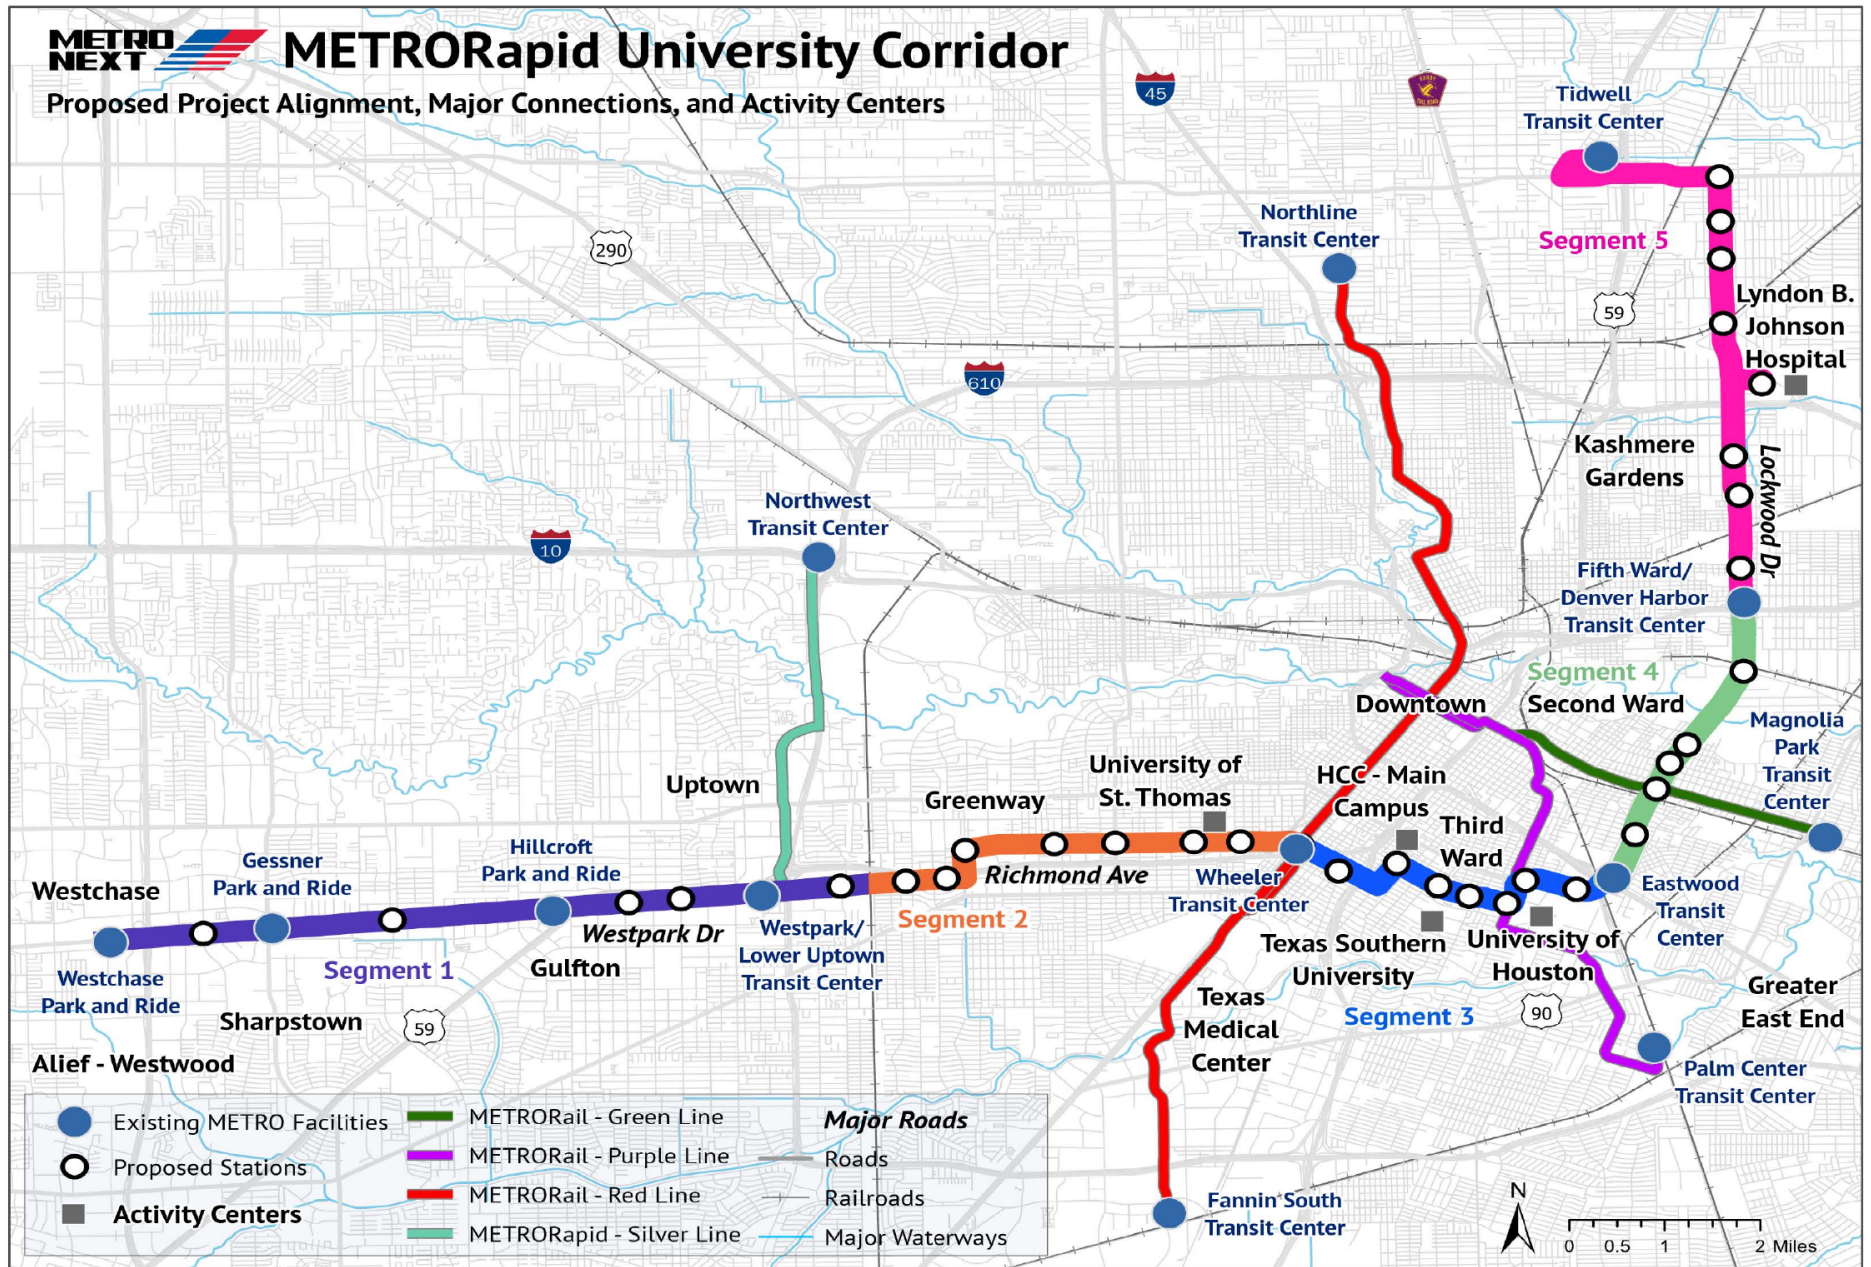 METRO
NEXT
METRORapid University Corridor
Proposed Project Alignment, Major Connections, and Activity Centers
45
HARDY
TOLL ROAD
Tidwell
Transit Center
Northline
Transit Center
290
Segment 5
59
Lyndon B.
Johnson
Hospital
610
Kashmere
Gardens
Lockwood Dr
Northwest
Transit Center
10
Fifth Ward/
Denver Harbor
Transit Center
Segment 4
Second Ward
Downtown
Magnolia
Park
Transit
Center
University of
St. Thomas
HCC - Main
Campus
Uptown
Greenway
Third
Ward
Hillcroft
Park and Ride
Gessner
Park and Ride
Westchase
Richmond Ave
Wheeler
Transit Center
Eastwood
Transit
Center
Segment 2
Westpark Dr
Westpark/
Lower Uptown
Transit Center
Texas Southern
University
University of
Houston
Segment 1
Gulfton
Westchase
Park and Ride
Texas
Medical
Center
Segment 3
90
Greater
East End
Sharpstown
59
Alief - Westwood
Palm Center
Transit Center
Existing METRO Facilities
Proposed Stations
Activity Centers
METRORail - Green Line
METRORail - Purple Line
METRORail - Red Line
METRORapid - Silver Line
Major Roads
Roads
Railroads
Major Waterways
Fannin South
Transit Center
N
0 0.5 1 2 Miles